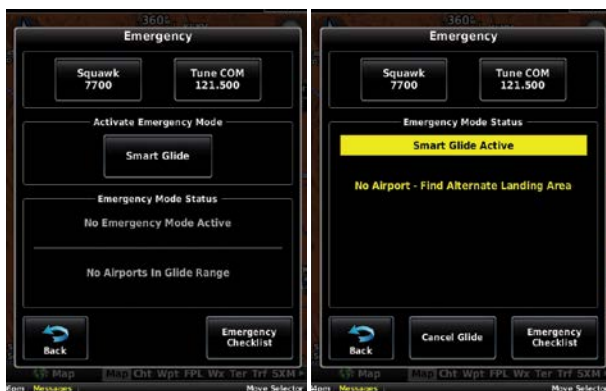 360°
Emergency
Squawk
7700
Tune COM
121.500
Activate Emergency Mode
Smart Glide
Emergency Mode Status
No Emergency Mode Active
No Airports In Glide Range
Back
Emergency
Checklist
Map
Map Cht Wpt FPL Wx Ter Trf SXM
Messages
Move Selector
360°
Emergency
Squawk
7700
Tune COM
121.500
Emergency Mode Status
Smart Glide Active
No Airport - Find Alternate Landing Area
Back
Cancel Glide
Emergency
Checklist
Map
Map Cht Wpt FPL Wx Ter Trf SXM
Messages
Move Selector